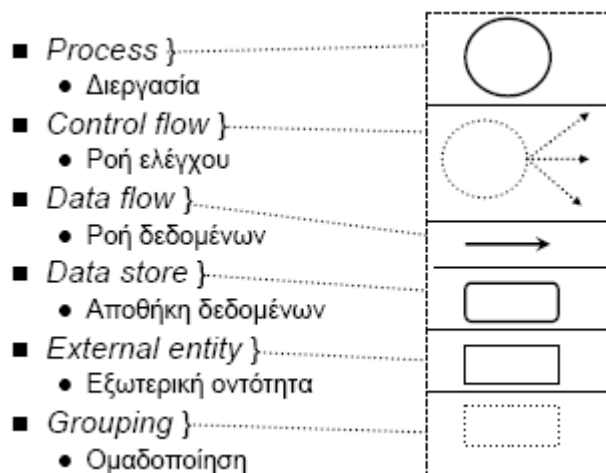 Process }
Διεργασία
Control flow }
Ροή ελέγχου
Data flow }
Ροή δεδομένων
Data store }
Αποθήκη δεδομένων
External entity }
Εξωτερική οντότητα
Grouping }
Ομαδοποίηση